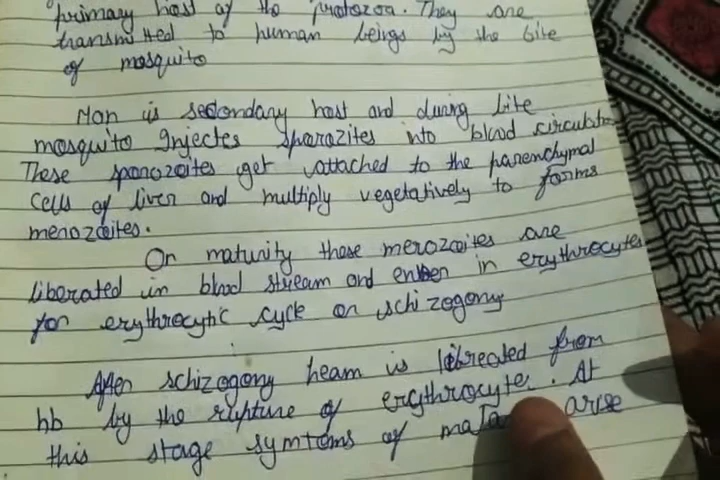 primary host of the protozoa. They are
transmitted to human beings by the bite
of mosquito
Man is secondary host and during bite
mosquito Injectes sporozites into blood circulation
These sporozoites get attached to the parenchymal
cells of liver and multiply vegetatively to forms
merozoites.
On maturity these merozoites are
liberated in blood stream and enter in erythrocytes
for erythrocytic cycle or schizogony
After schizogony heam is libreated from
hb by the rupture of erythrocyte. At
this stage symtoms of arise